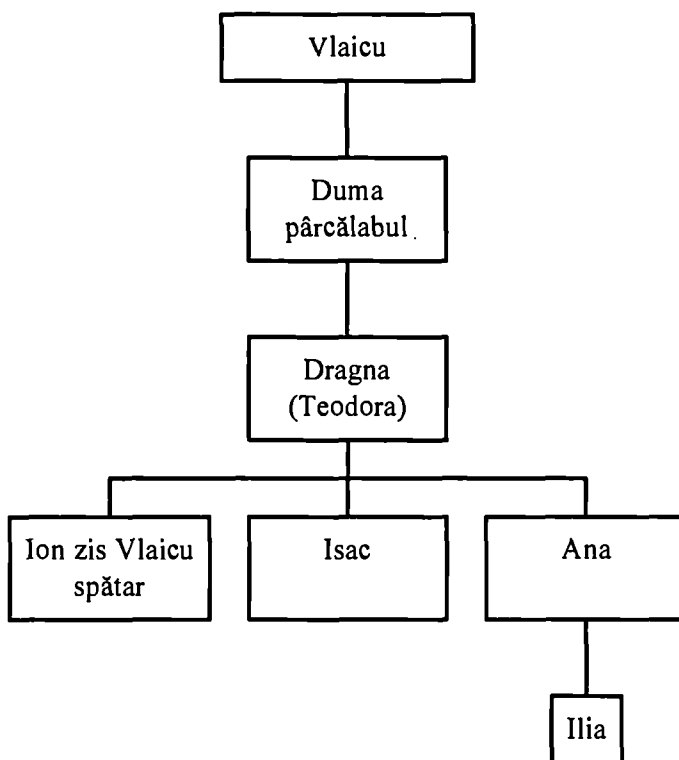 Vlaicu
Duma
pârcălabul
Dragna
(Teodora)
Ion zis Vlaicu
spătar
Isac
Ana
Ilia